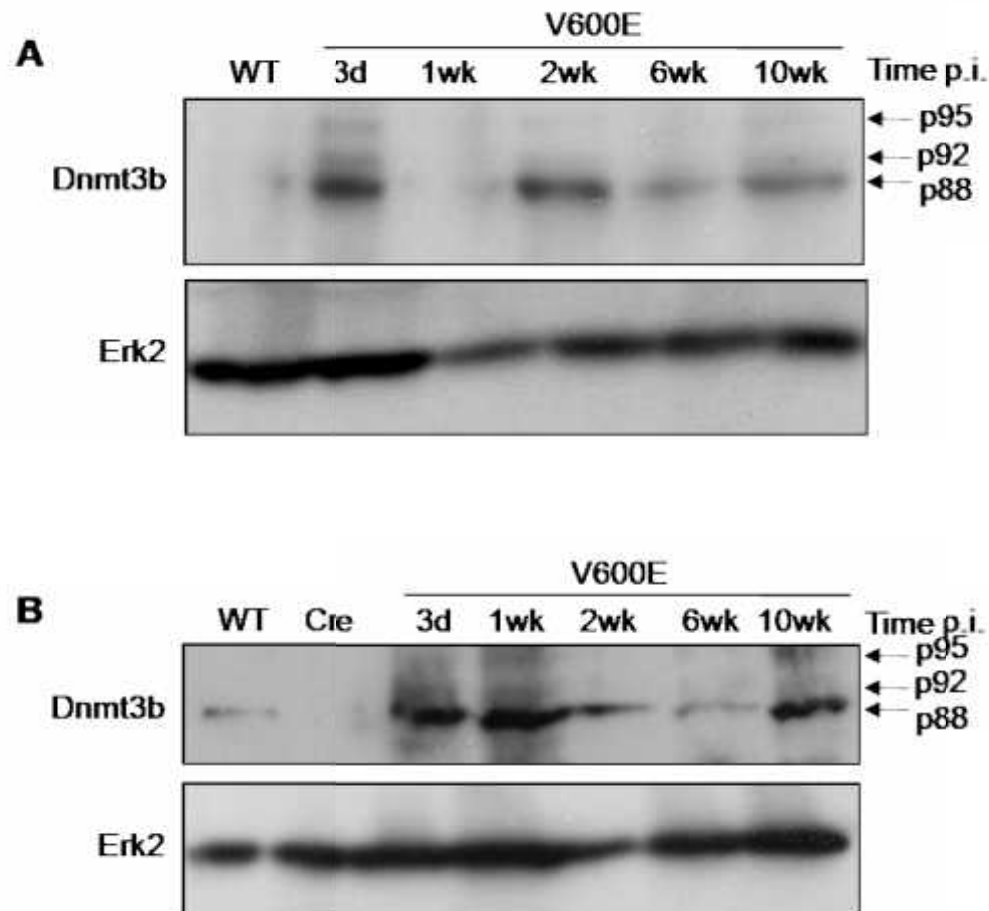 A
V600E
WT 3d 1wk 2wk 6wk 10wk Time p.i.
p95
p92
Dnmt3b
p88
Erk2
B
V600E
WT Cre 3d 1wk 2wk 6wk 10wk Time p.i.
p95
p92
Dnmt3b
p88
Erk2